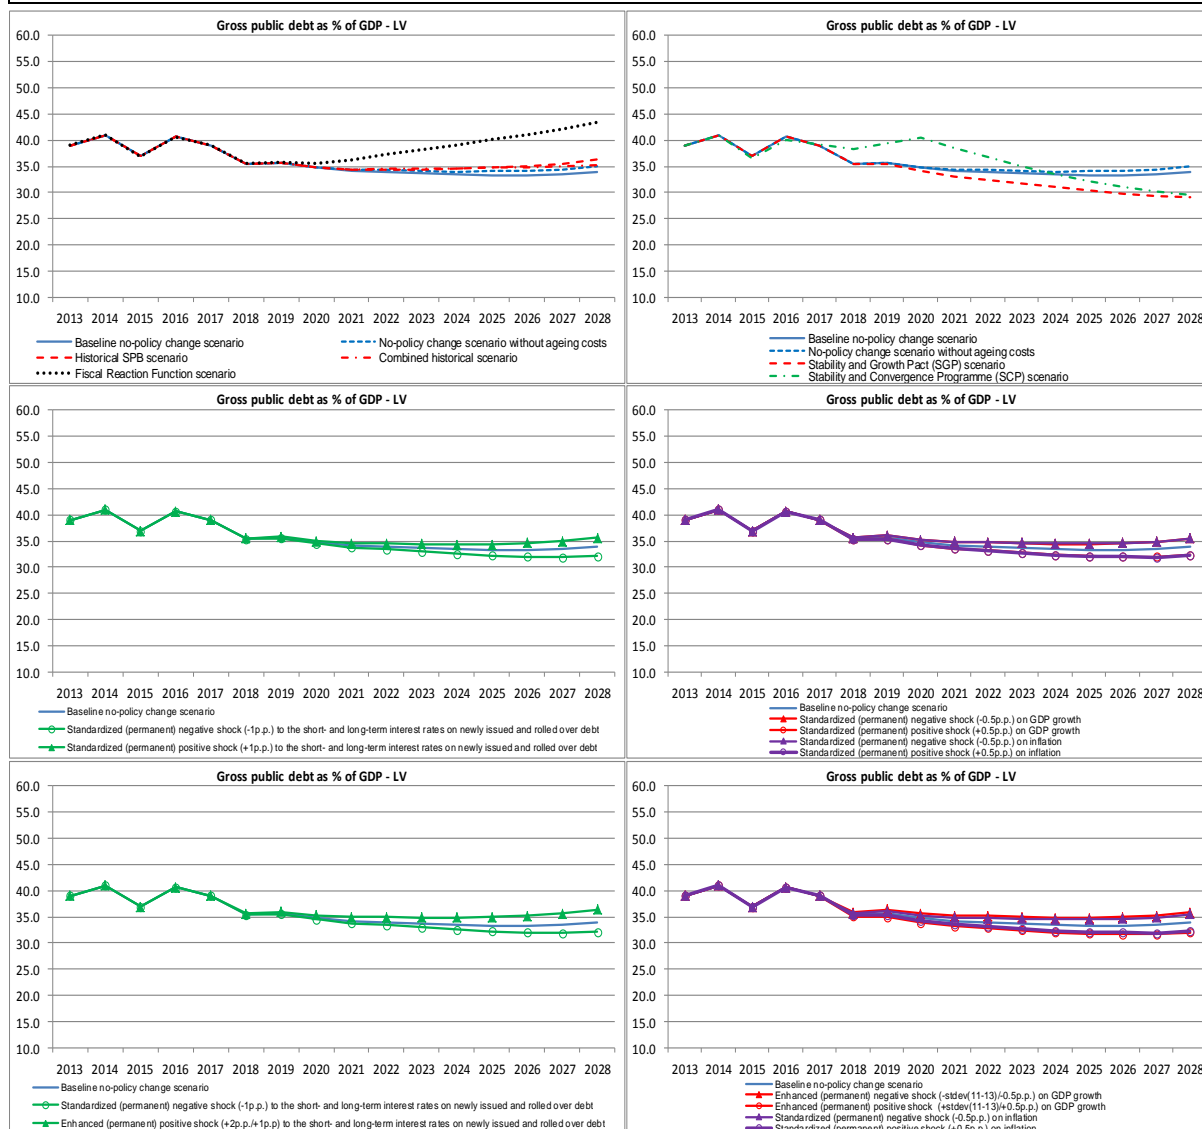 Gross public debt as % of GDP - LV
60.0
55.0
50.0
45.0
40.0
35.0
30.0
25.0
20.0
15.0
10.0
2013 2014 2015 2016 2017 2018 2019 2020 2021 2022 2023 2024 2025 2026 2027 2028
Baseline no-policy change scenario
No-policy change scenario without ageing costs
Historical SPB scenario
Combined historical scenario
Fiscal Reaction Function scenario
Gross public debt as % of GDP - LV
60.0
55.0
50.0
45.0
40.0
35.0
30.0
25.0
20.0
15.0
10.0
2013 2014 2015 2016 2017 2018 2019 2020 2021 2022 2023 2024 2025 2026 2027 2028
Baseline no-policy change scenario
No-policy change scenario without ageing costs
Stability and Growth Pact (SGP) scenario
Stability and Convergence Programme (SCP) scenario
Gross public debt as % of GDP - LV
60.0
55.0
50.0
45.0
40.0
35.0
30.0
25.0
20.0
15.0
10.0
2013 2014 2015 2016 2017 2018 2019 2020 2021 2022 2023 2024 2025 2026 2027 2028
Baseline no-policy change scenario
Standardized (permanent) negative shock (-1p.p.) to the short- and long-term interest rates on newly issued and rolled over debt
Standardized (permanent) positive shock (+1p.p.) to the short- and long-term interest rates on newly issued and rolled over debt
Gross public debt as % of GDP - LV
60.0
55.0
50.0
45.0
40.0
35.0
30.0
25.0
20.0
15.0
10.0
2013 2014 2015 2016 2017 2018 2019 2020 2021 2022 2023 2024 2025 2026 2027 2028
Baseline no-policy change scenario
Standardized (permanent) negative shock (-0.5p.p.) on GDP growth
Standardized (permanent) positive shock (+0.5p.p.) on GDP growth
Standardized (permanent) negative shock (-0.5p.p.) on inflation
Standardized (permanent) positive shock (+0.5p.p.) on inflation
Gross public debt as % of GDP - LV
60.0
55.0
50.0
45.0
40.0
35.0
30.0
25.0
20.0
15.0
10.0
2013 2014 2015 2016 2017 2018 2019 2020 2021 2022 2023 2024 2025 2026 2027 2028
Baseline no-policy change scenario
Standardized (permanent) negative shock (-1p.p.) to the short- and long-term interest rates on newly issued and rolled over debt
Enhanced (permanent) positive shock (+2p.p./+1p.p) to the short- and long-term interest rates on newly issued and rolled over debt
Gross public debt as % of GDP - LV
60.0
55.0
50.0
45.0
40.0
35.0
30.0
25.0
20.0
15.0
10.0
2013 2014 2015 2016 2017 2018 2019 2020 2021 2022 2023 2024 2025 2026 2027 2028
Baseline no-policy change scenario
Enhanced (permanent) negative shock (-stdev(11-13)/-0.5p.p.) on GDP growth
Enhanced (permanent) positive shock (+stdev(11-13)/+0.5p.p.) on GDP growth
Standardized (permanent) negative shock (-0.5p.p.) on inflation
Standardized (permanent) positive shock (+0.5p.p.) on inflation